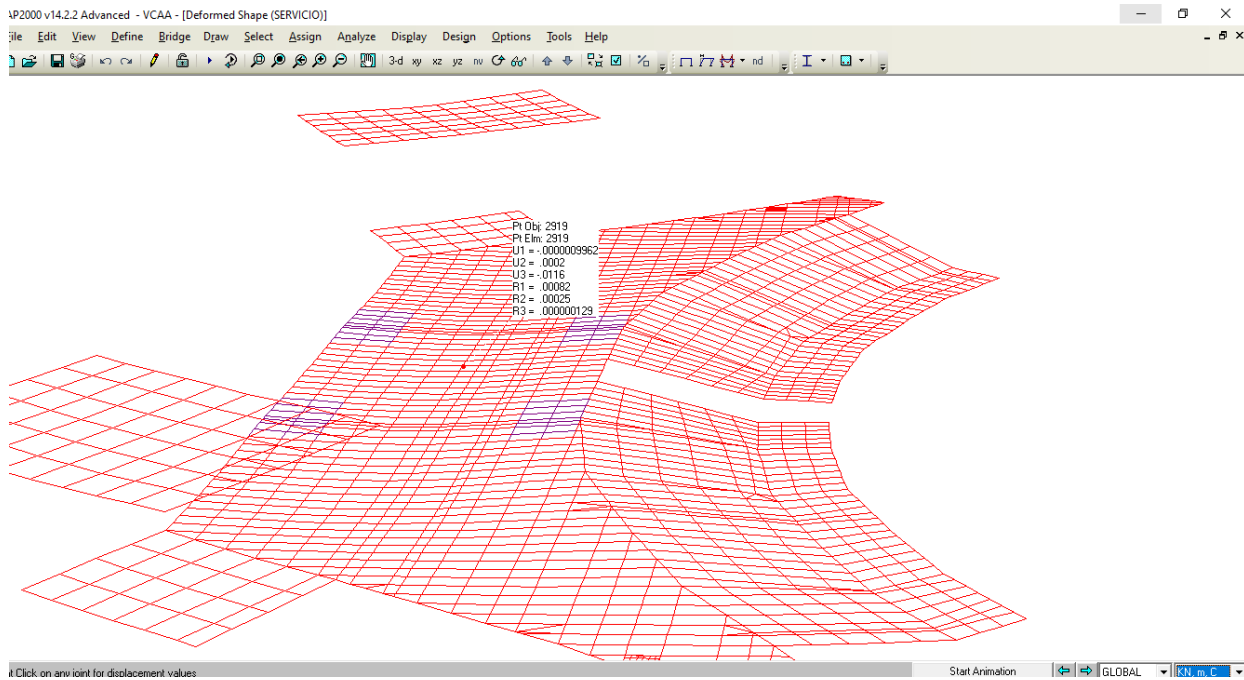 AP2000 v14.2.2 Advanced - VCAA - [Deformed Shape (SERVICIO)]
File Edit View Define Bridge Draw Select Assign Analyze Display Design Options Tools Help
3-d xy xz yz nv nd
Pt Obj: 2919
Pt Elm: 2919
U1 = -.0000009962
U2 = .0002
U3 = -.0116
R1 = .00082
R2 = .00025
R3 = .000000129
t Click on any joint for displacement values Start Animation GLOBAL KN, m, C